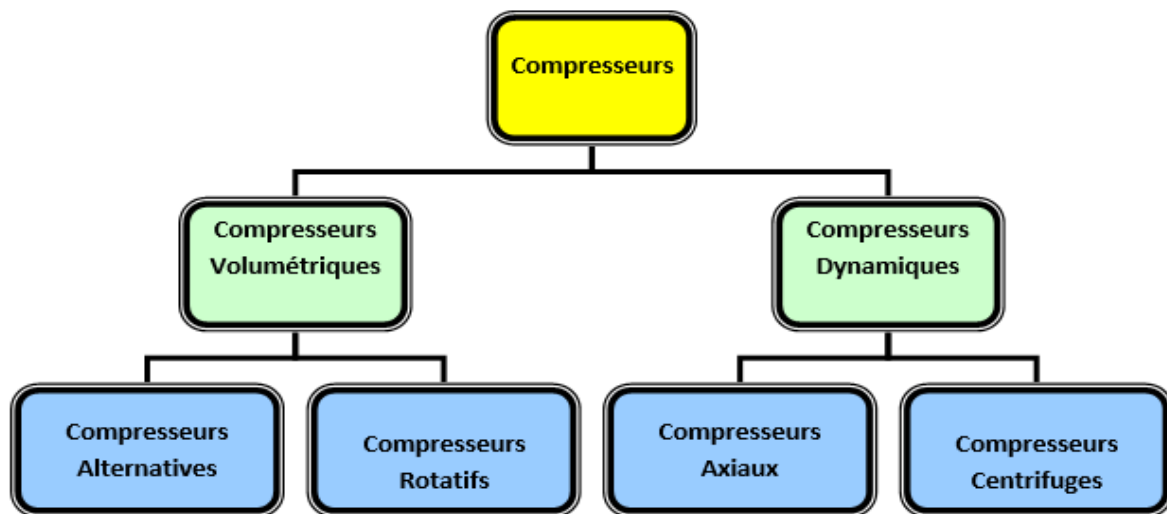 Compresseurs
Compresseurs
Volumétriques
Compresseurs
Dynamiques
Compresseurs
Alternatives
Compresseurs
Rotatifs
Compresseurs
Axiaux
Compresseurs
Centrifuges